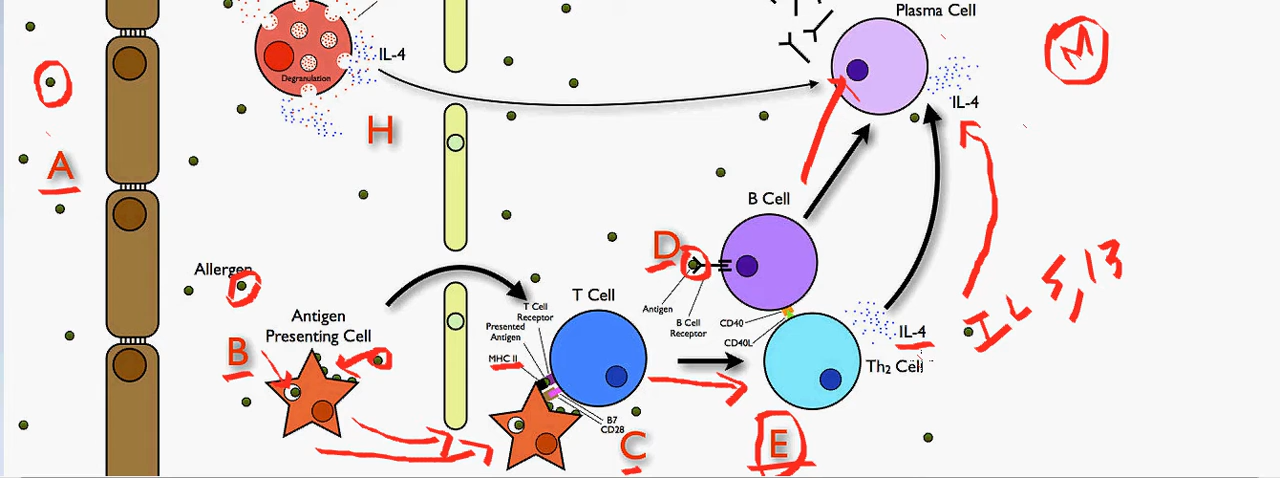 Plasma Cell
IL-4
Degranulation
M
IL-4
H
A
B Cell
D
Allergen
Antigen
B Cell
Receptor
T Cell
T Cell
Receptor
Presented
Antigen
MHC II
Antigen
Presenting Cell
B
CD40
CD40L
IL-4
IL 5,13
Th2 Cell
B7
CD28
C
E